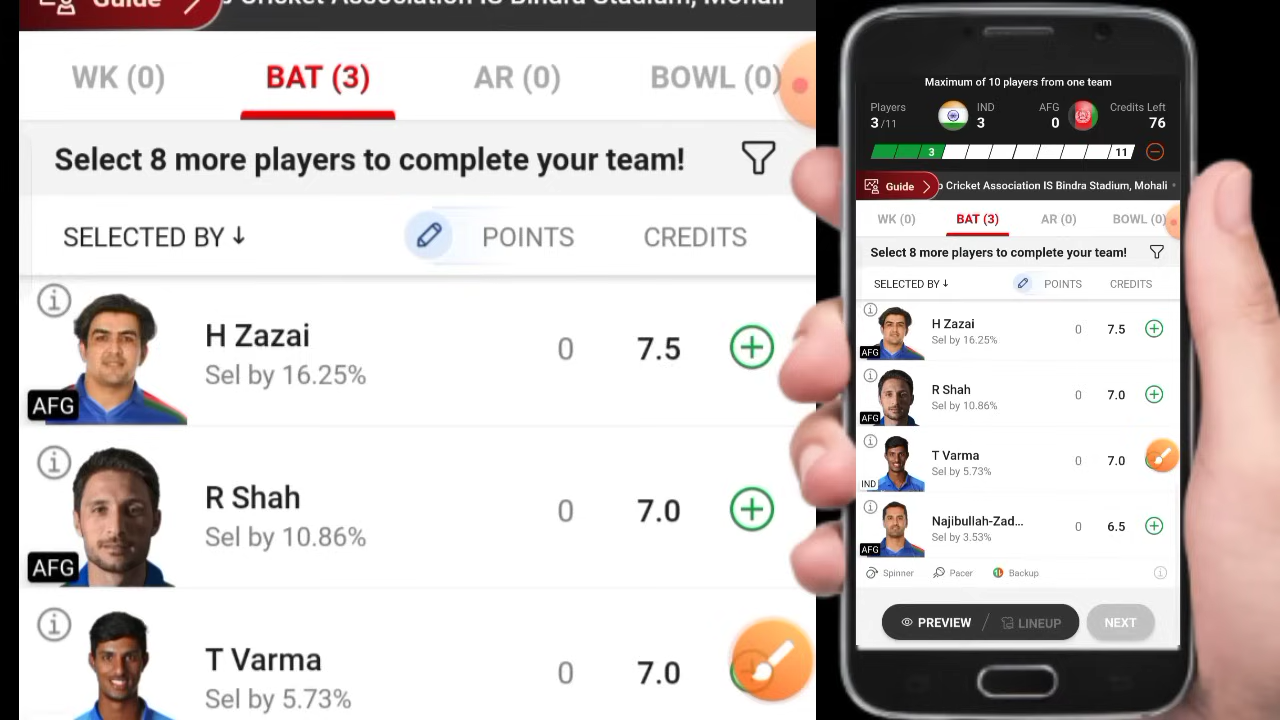 Guide
Cricket Association IS Bindra Stadium, Mohali
WK (0) BAT (3) AR (0) BOWL (0)
Select 8 more players to complete your team!
SELECTED BY ↓ POINTS CREDITS
H Zazai
Sel by 16.25%
0 7.5
AFG
R Shah
Sel by 10.86%
0 7.0
AFG
T Varma
Sel by 5.73%
0 7.0
Maximum of 10 players from one team
Players IND AFG Credits Left
3/11 3 0 76
3 11
Guide
Cricket Association IS Bindra Stadium, Mohali
WK (0) BAT (3) AR (0) BOWL (0)
Select 8 more players to complete your team!
SELECTED BY ↓ POINTS CREDITS
H Zazai
Sel by 16.25%
0 7.5
AFG
R Shah
Sel by 10.86%
0 7.0
AFG
T Varma
Sel by 5.73%
0 7.0
IND
Najibullah-Zad...
Sel by 3.53%
0 6.5
AFG
Spinner Pacer Backup
PREVIEW / LINEUP NEXT